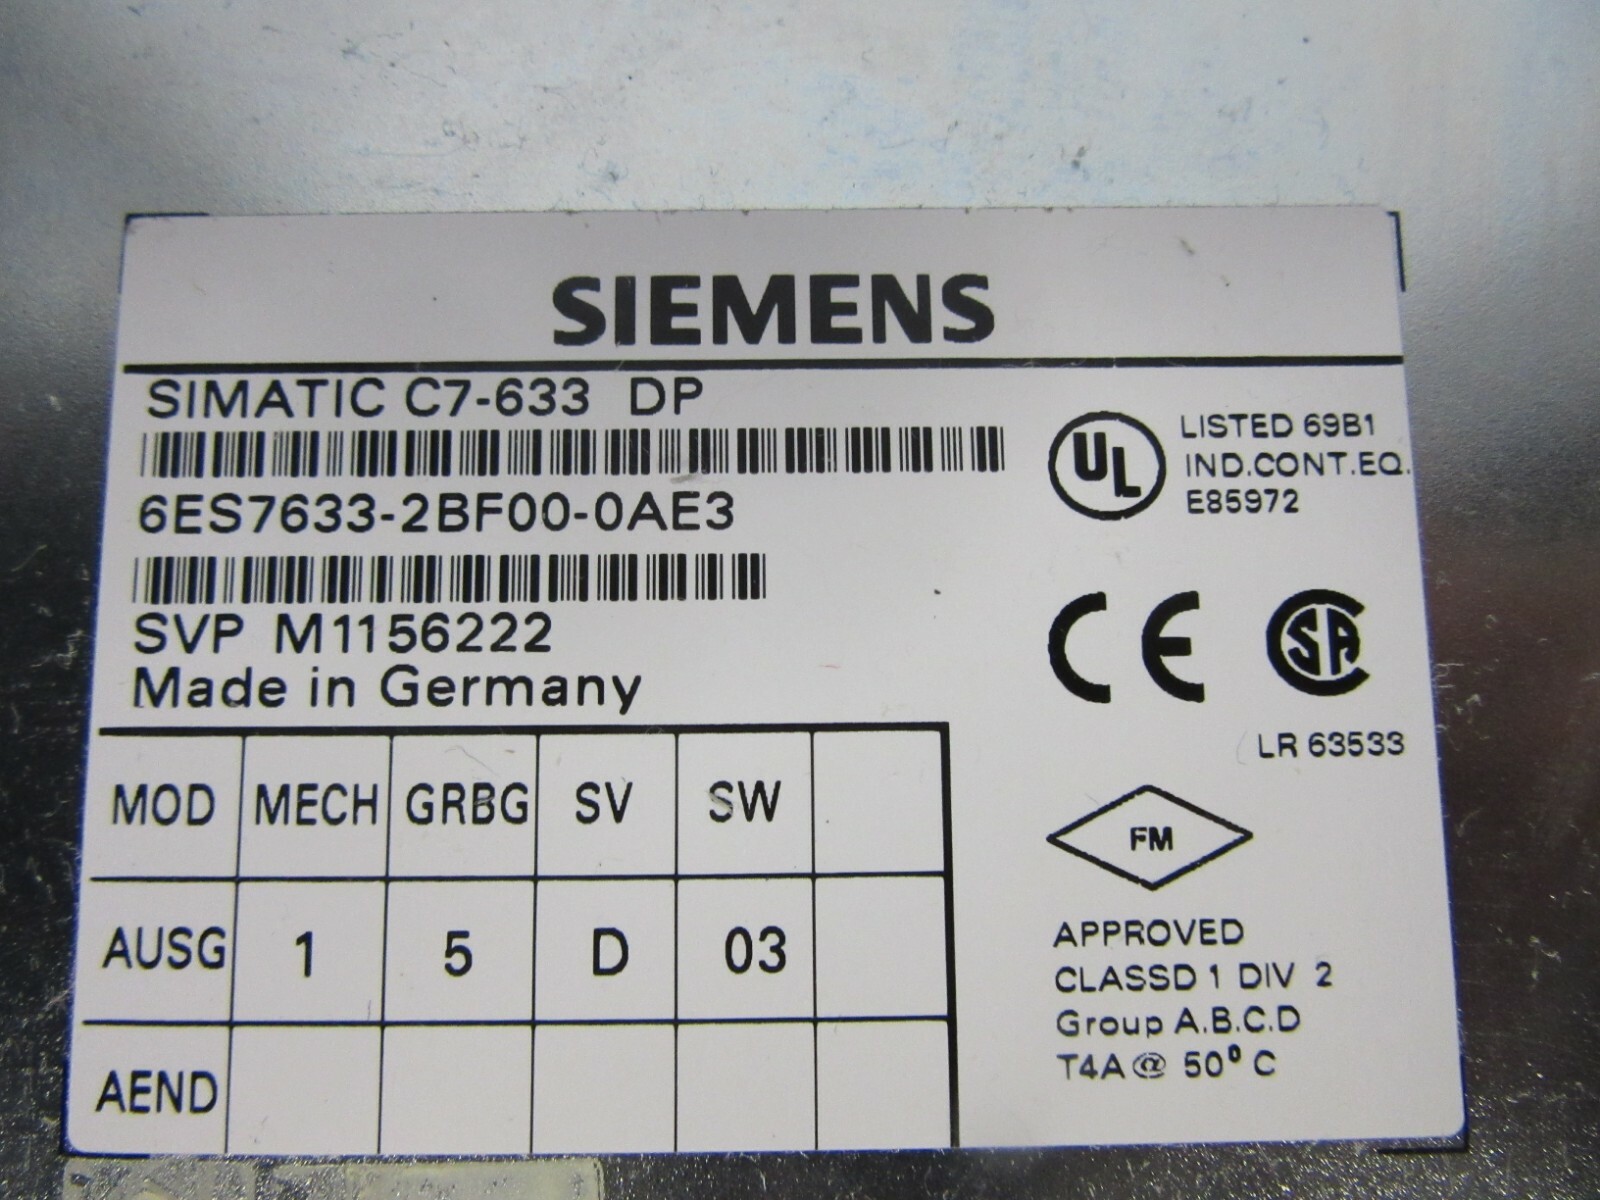 SIEMENS
SIMATIC C7-633 DP
6ES7633-2BF00-0AE3
SVP M1156222
Made in Germany
UL
LISTED 69B1
IND.CONT.EQ.
E85972
CE
SA
LR 63533
FM
APPROVED
CLASSD 1 DIV 2
Group A.B.C.D
T4A @ 50° C
MOD MECH GRBG SV SW
AUSG 1 5 D 03
AEND